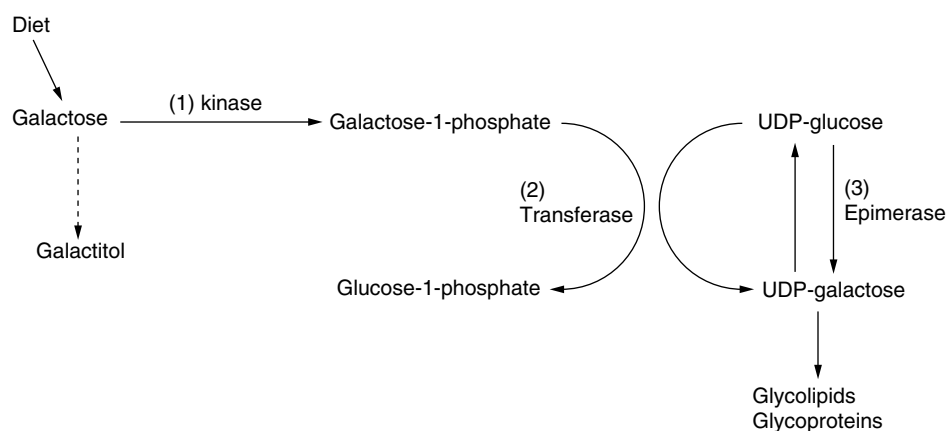 Diet
Galactose
(1) kinase
Galactose-1-phosphate
UDP-glucose
(2)
Transferase
(3)
Epimerase
Galactitol
Glucose-1-phosphate
UDP-galactose
Glycolipids
Glycoproteins